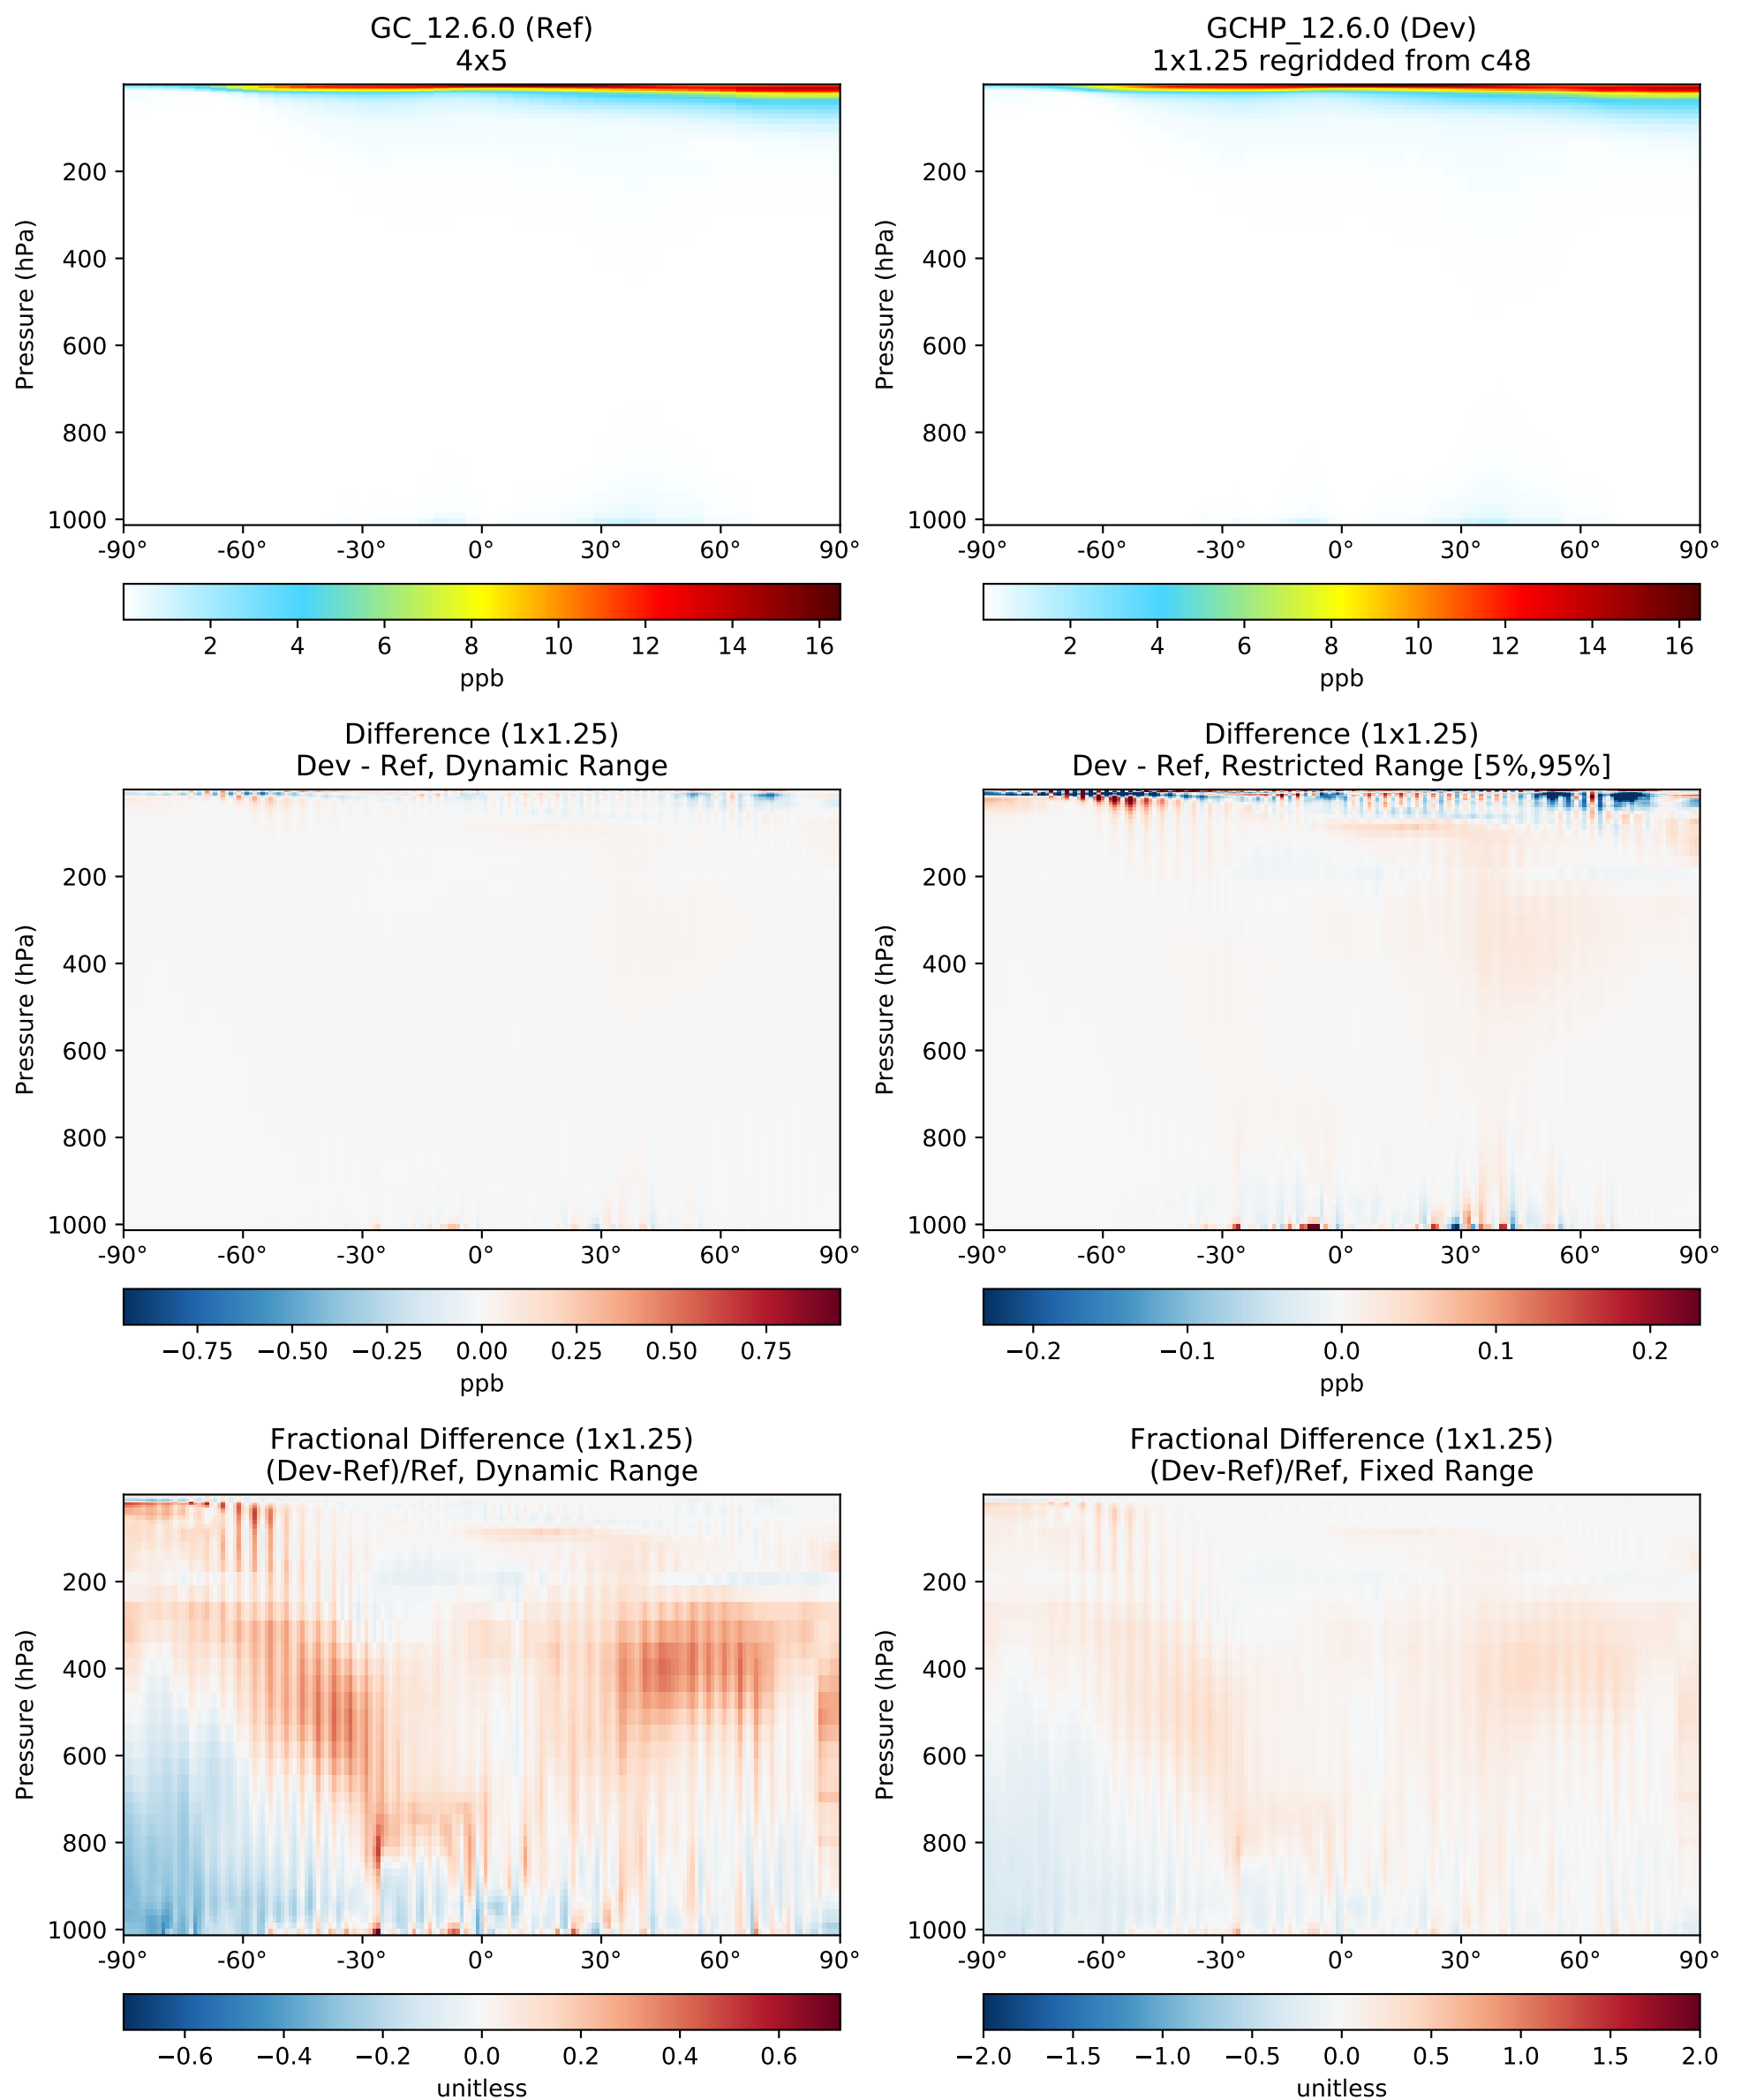 GC_12.6.0 (Ref)
4x5
Pressure (hPa)
200
400
600
800
1000
-90° -60° -30° 0° 30° 60° 90°
2 4 6 8 10 12 14 16
ppb
GCHP_12.6.0 (Dev)
1x1.25 regridded from c48
Pressure (hPa)
200
400
600
800
1000
-90° -60° -30° 0° 30° 60° 90°
2 4 6 8 10 12 14 16
ppb
Difference (1x1.25)
Dev - Ref, Dynamic Range
Pressure (hPa)
200
400
600
800
1000
-90° -60° -30° 0° 30° 60° 90°
−0.75 −0.50 −0.25 0.00 0.25 0.50 0.75
ppb
Difference (1x1.25)
Dev - Ref, Restricted Range [5%,95%]
Pressure (hPa)
200
400
600
800
1000
-90° -60° -30° 0° 30° 60° 90°
−0.2 −0.1 0.0 0.1 0.2
ppb
Fractional Difference (1x1.25)
(Dev-Ref)/Ref, Dynamic Range
Pressure (hPa)
200
400
600
800
1000
-90° -60° -30° 0° 30° 60° 90°
−0.6 −0.4 −0.2 0.0 0.2 0.4 0.6
unitless
Fractional Difference (1x1.25)
(Dev-Ref)/Ref, Fixed Range
Pressure (hPa)
200
400
600
800
1000
-90° -60° -30° 0° 30° 60° 90°
−2.0 −1.5 −1.0 −0.5 0.0 0.5 1.0 1.5 2.0
unitless